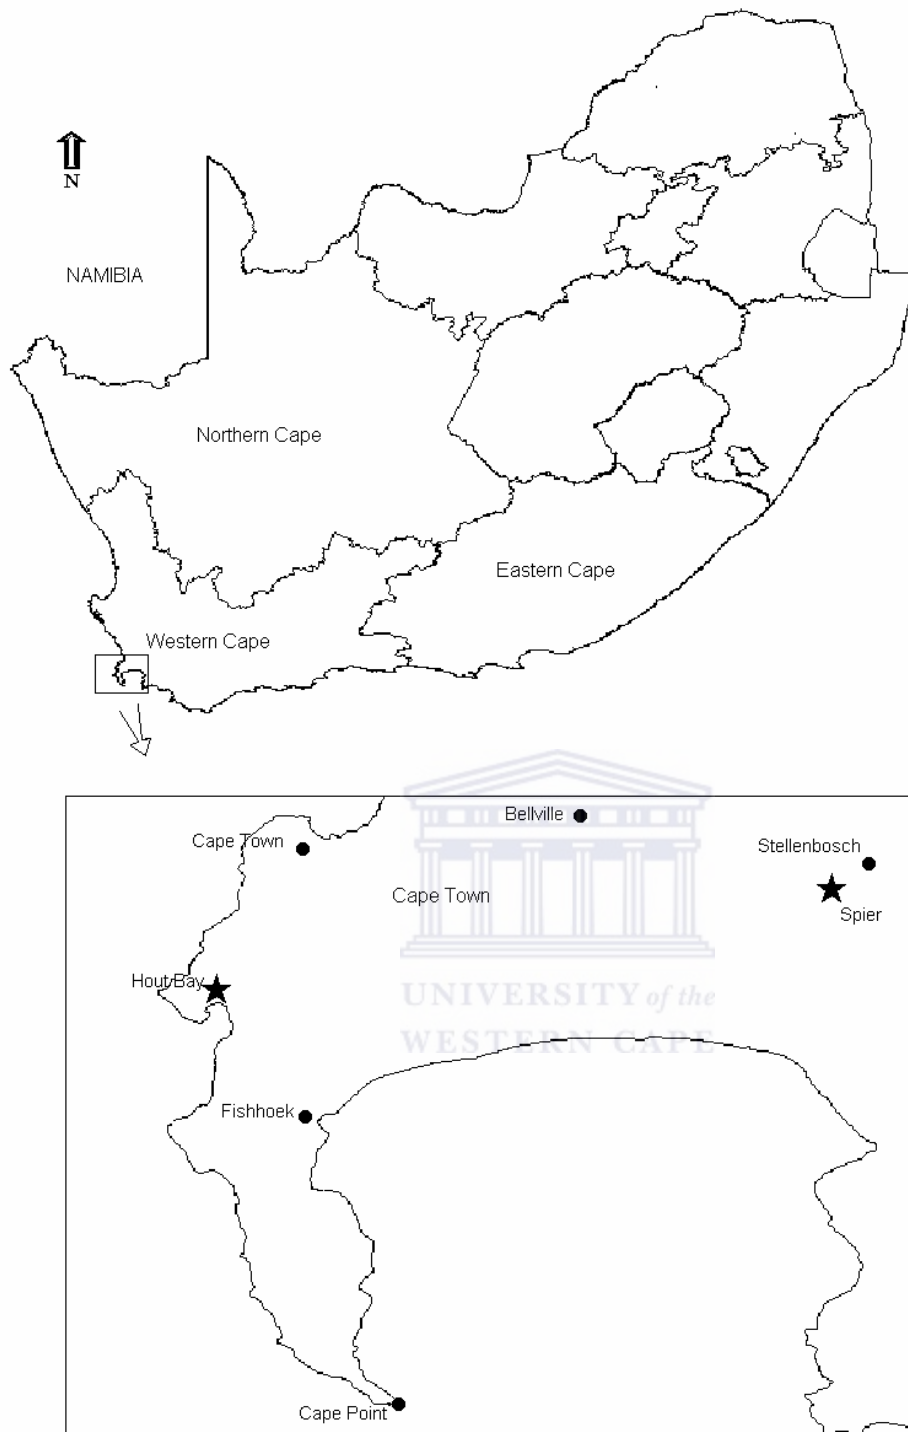 N
NAMIBIA
Northern Cape
Eastern Cape
Western Cape
Bellville
Cape Town
Stellenbosch
Cape Town
Spier
Hout Bay
UNIVERSITY of the
WESTERN CAPE
Fishhoek
Cape Point